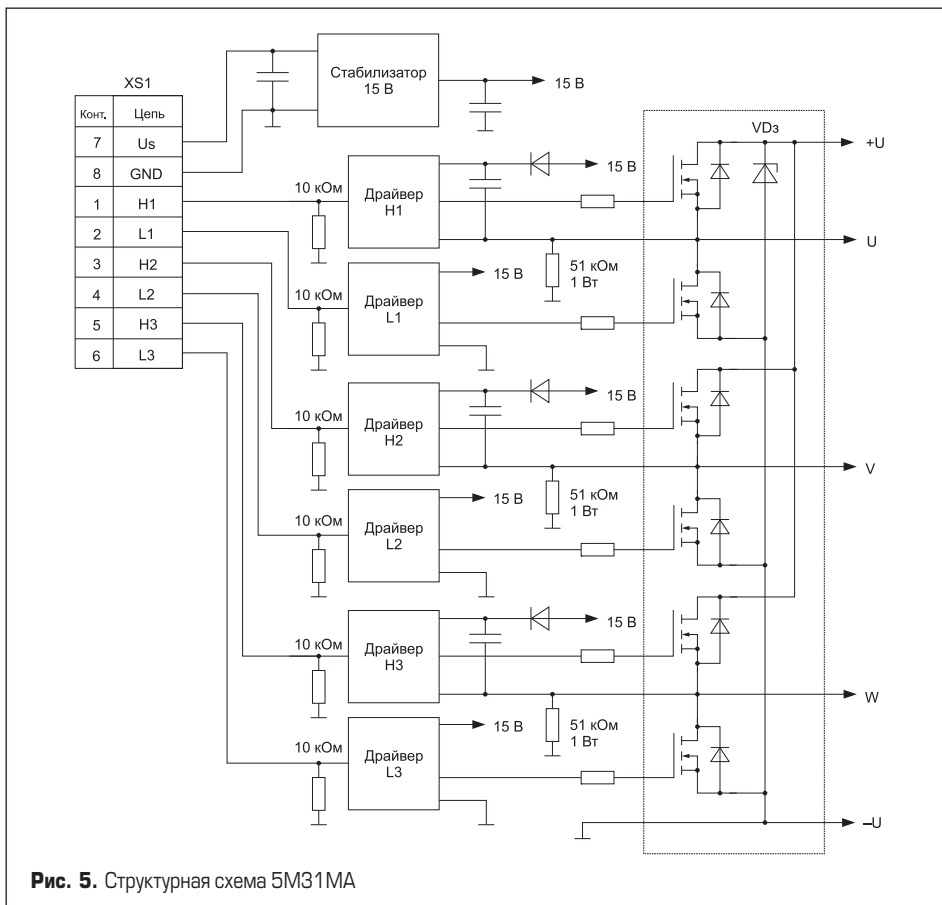 XS1
Конт. Цепь
7 Us
8 GND
1 H1
2 L1
3 H2
4 L2
5 H3
6 L3
Стабилизатор
15 В
15 В
VDз
+U
10 кОм
Драйвер
H1
15 В
U
51 кОм
1 Вт
10 кОм
Драйвер
L1
15 В
10 кОм
Драйвер
H2
15 В
V
51 кОм
1 Вт
10 кОм
Драйвер
L2
15 В
10 кОм
Драйвер
H3
15 В
W
51 кОм
1 Вт
10 кОм
Драйвер
L3
15 В
–U
Рис. 5. Структурная схема 5М31МА